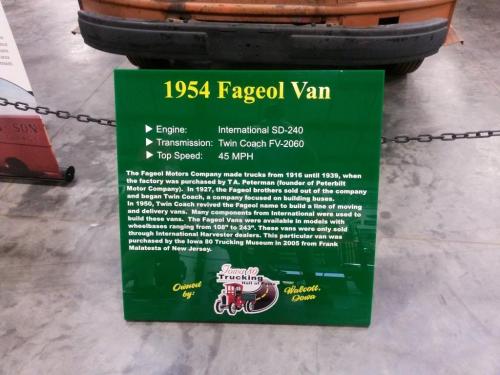 1954 Fageol Van
Engine: International SD-240
Transmission: Twin Coach FV-2060
Top Speed: 45 MPH
The Fageol Motors Company made trucks from 1916 until 1939, when
the factory was purchased by T.A. Peterman (founder of Peterbilt
Motor Company). In 1927, the Fageol brothers sold out of the company
and began Twin Coach, a company focused on building buses.
In 1950, Twin Coach revived the Fageol name to build a line of moving
and delivery vans. Many components from International were used to
build these vans. The Fageol Vans were available in models with
wheelbases ranging from 108" to 243". These vans were only sold
through International Harvester dealers. This particular van was
purchased by the Iowa 80 Trucking Museum in 2005 from Frank
Malatesta of New Jersey.
Owned
by:
Iowa 80
Trucking
Hall of Fame
Walcott,
Iowa
SON